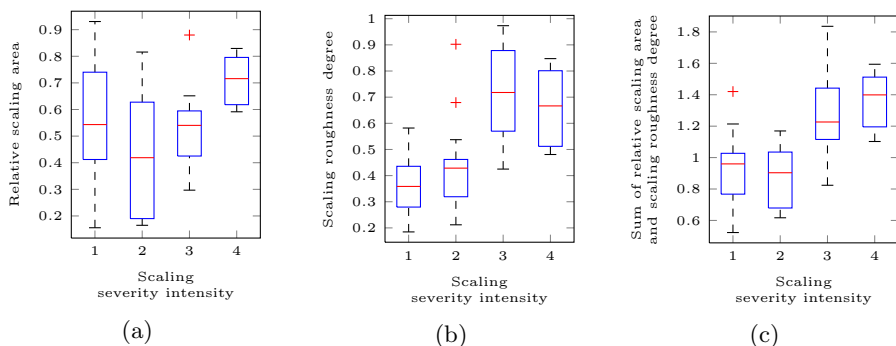 Relative scaling area
0.9
0.8
0.7
0.6
0.5
0.4
0.3
0.2
1 2 3 4
Scaling
severity intensity
(a)
Scaling roughness degree
1
0.9
0.8
0.7
0.6
0.5
0.4
0.3
0.2
1 2 3 4
Scaling
severity intensity
(b)
Sum of relative scaling area
and scaling roughness degree
1.8
1.6
1.4
1.2
1
0.8
0.6
1 2 3 4
Scaling
severity intensity
(c)